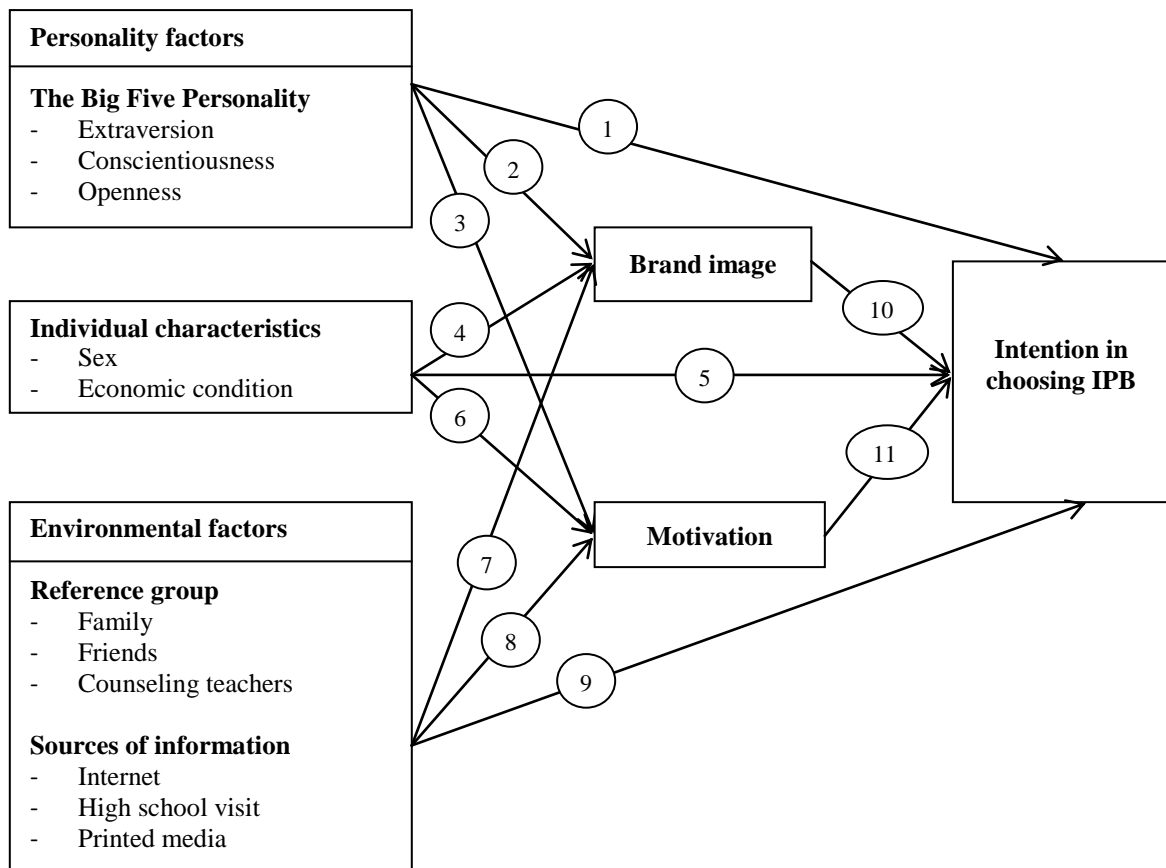 Personality factors
The Big Five Personality
- Extraversion
- Conscientiousness
- Openness
Individual characteristics
- Sex
- Economic condition
Environmental factors
Reference group
- Family
- Friends
- Counseling teachers
Sources of information
- Internet
- High school visit
- Printed media
1
2
3
4
5
6
7
8
9
10
11
Brand image
Motivation
Intention in
choosing IPB